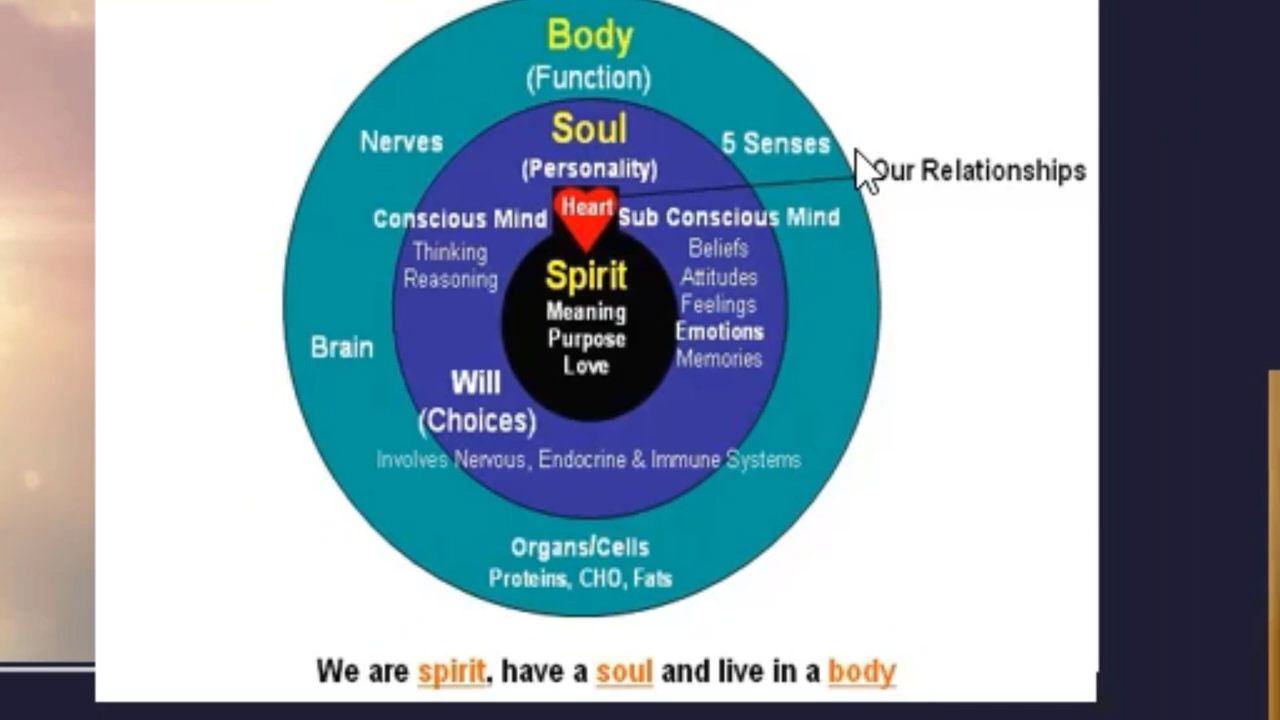 Body
(Function)
Soul
Nerves
5 Senses
(Personality)
Our Relationships
Heart
Conscious Mind
Sub Conscious Mind
Thinking
Reasoning
Beliefs
Attitudes
Feelings
Emotions
Memories
Spirit
Meaning
Purpose
Love
Brain
Will
(Choices)
Involves Nervous, Endocrine & Immune Systems
Organs/Cells
Proteins, CHO, Fats
We are spirit, have a soul and live in a body